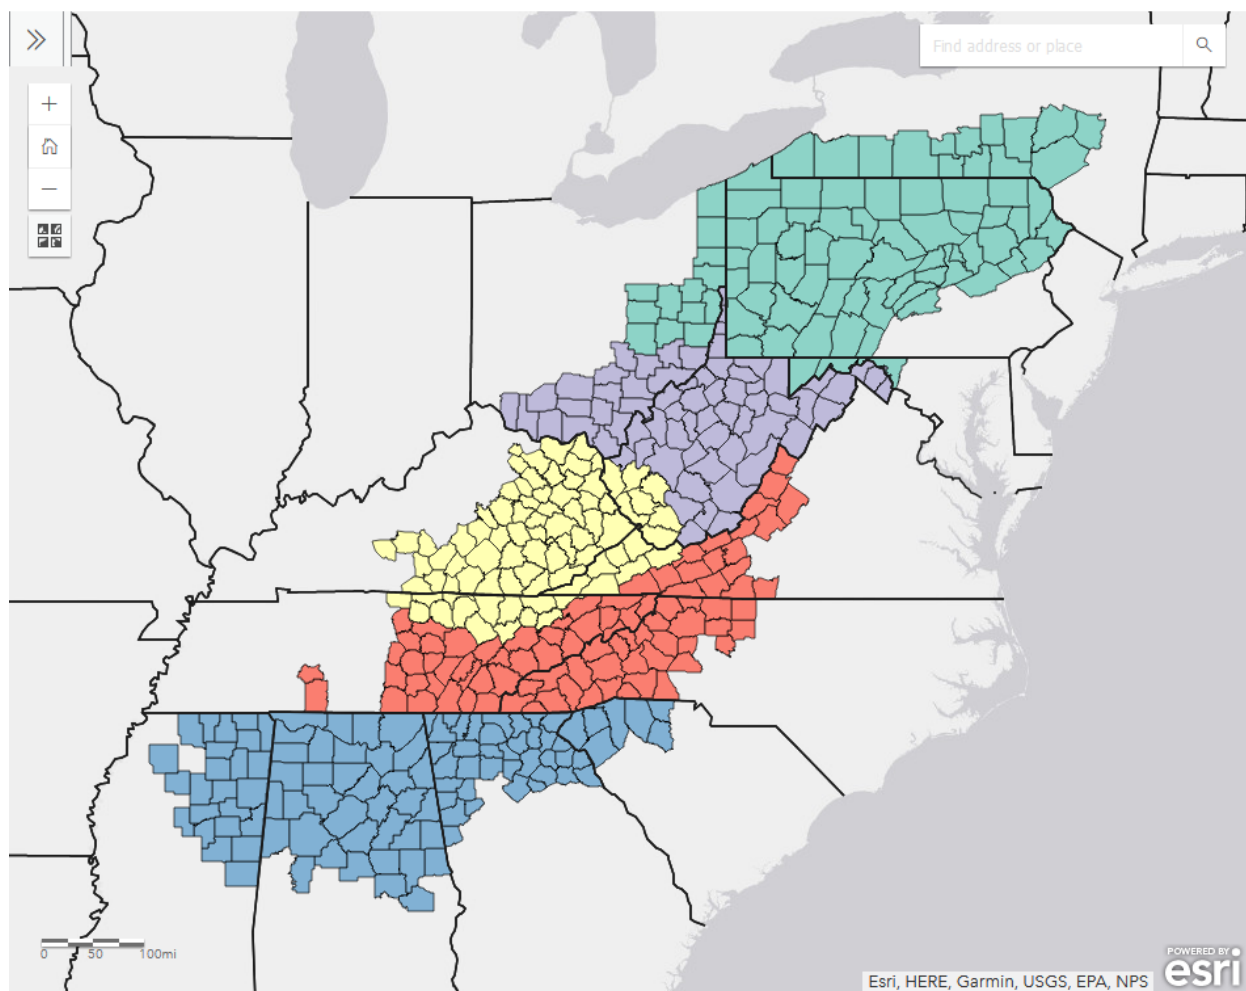 Find address or place
0 50 100mi
POWERED BY
esri
Esri, HERE, Garmin, USGS, EPA, NPS